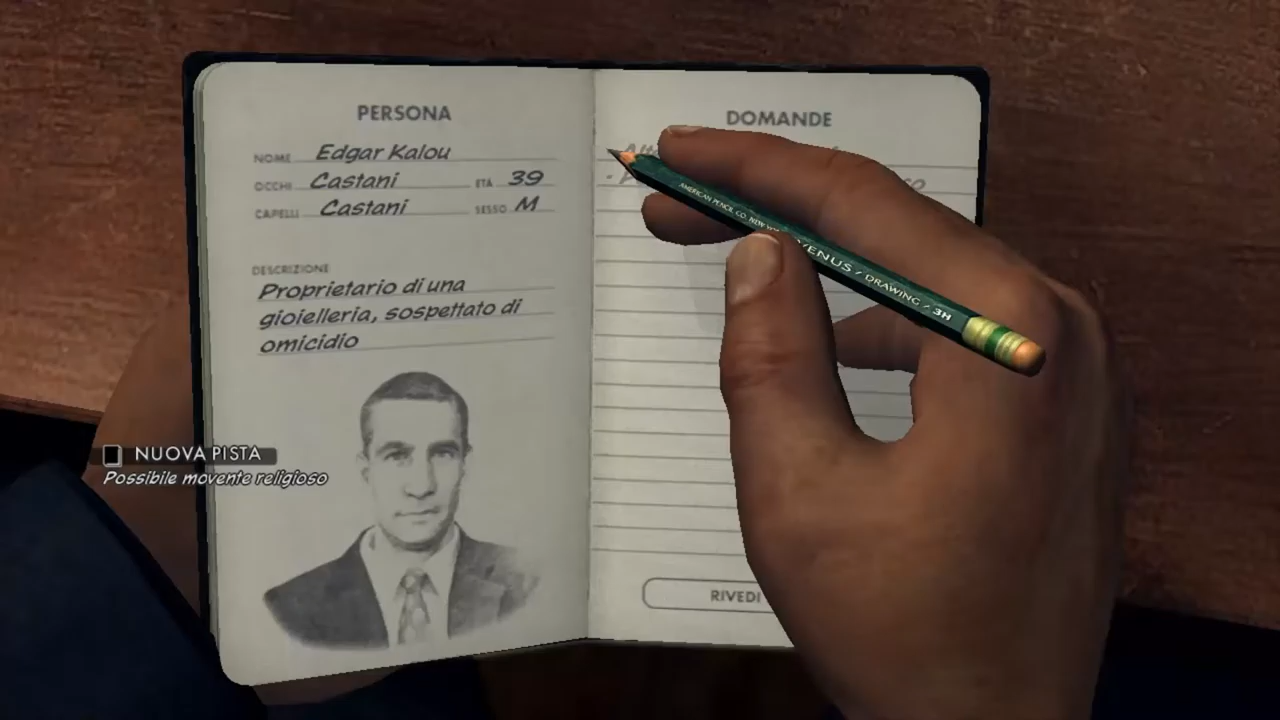 PERSONA
NOME Edgar Kalou
OCCHI Castani ETÀ 39
CAPELLI Castani SESSO M
DESCRIZIONE
Proprietario di una
gioielleria, sospettato di
omicidio
NUOVA PISTA
Possibile movente religioso
DOMANDE
AMERICAN PENCIL CO. NEW VENUS / DRAWING / 3H
RIVEDI